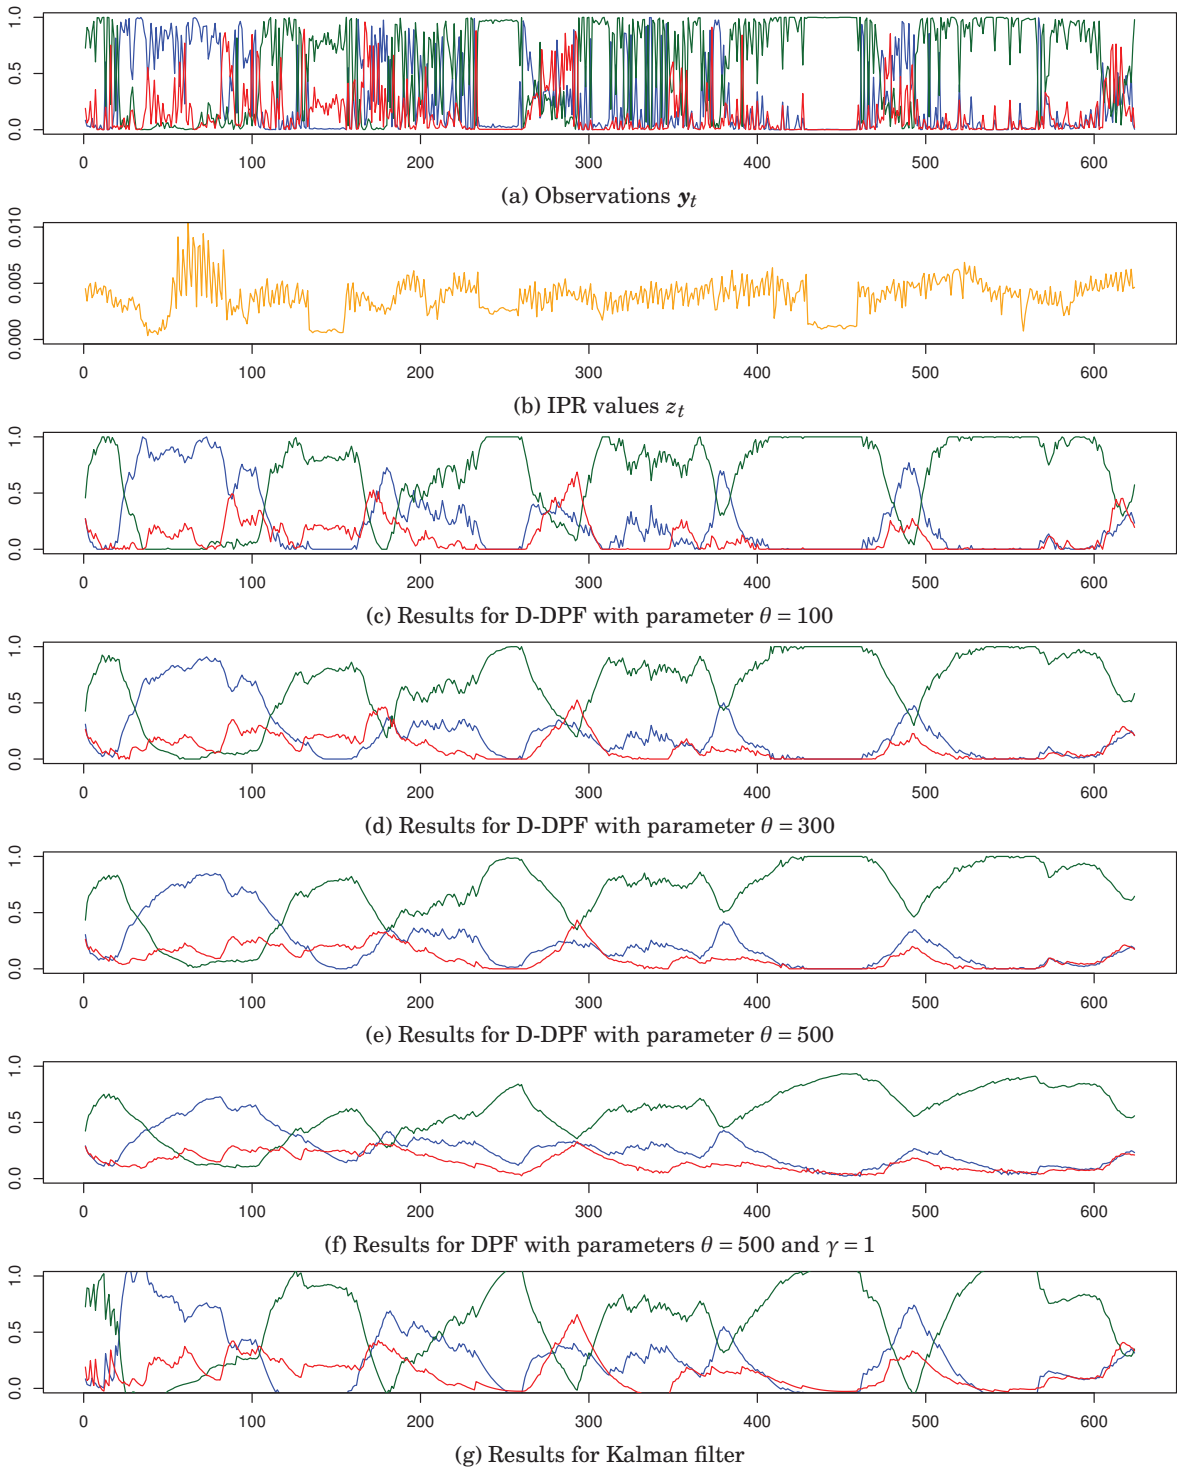 1.0
0.5
0.0
0 100 200 300 400 500 600
(a) Observations yₜ
0.010
0.005
0.000
0 100 200 300 400 500 600
(b) IPR values zₜ
1.0
0.5
0.0
0 100 200 300 400 500 600
(c) Results for D-DPF with parameter θ = 100
1.0
0.5
0.0
0 100 200 300 400 500 600
(d) Results for D-DPF with parameter θ = 300
1.0
0.5
0.0
0 100 200 300 400 500 600
(e) Results for D-DPF with parameter θ = 500
1.0
0.5
0.0
0 100 200 300 400 500 600
(f) Results for DPF with parameters θ = 500 and γ = 1
1.0
0.5
0.0
0 100 200 300 400 500 600
(g) Results for Kalman filter